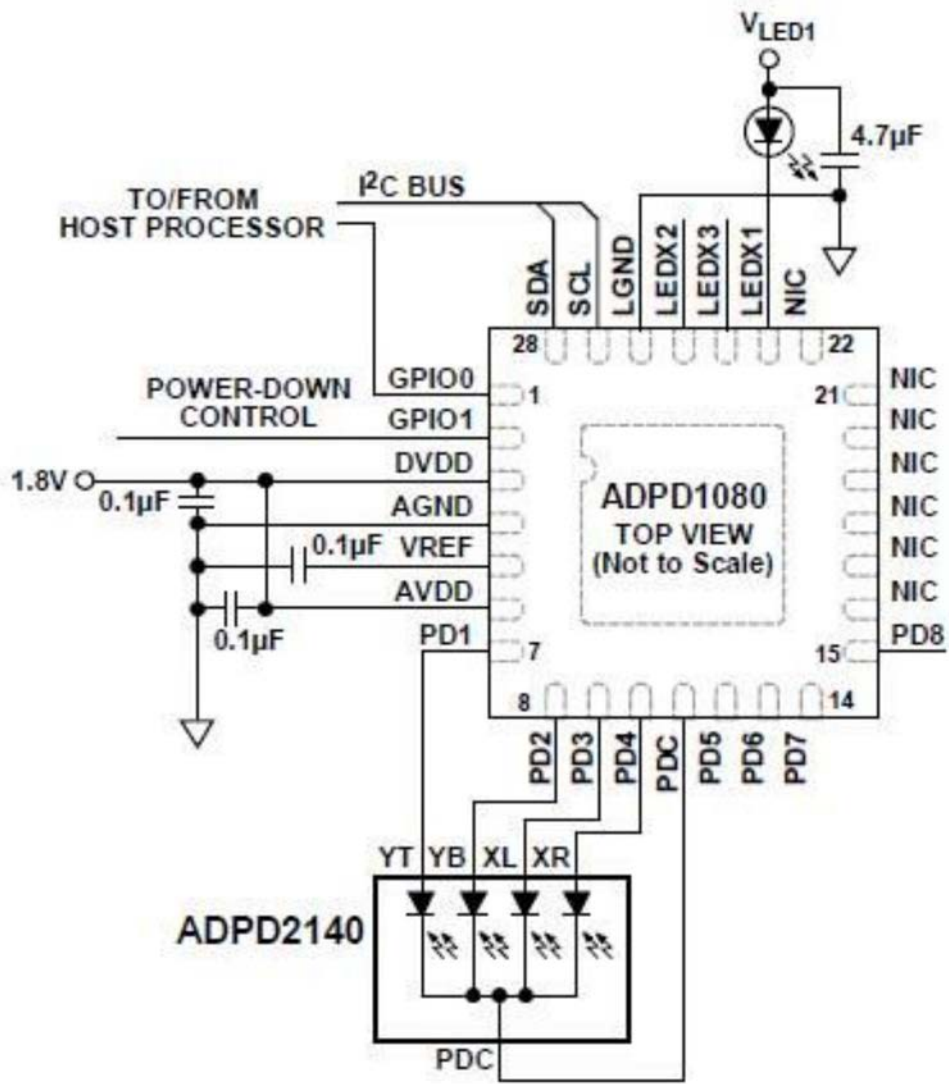 VLED1
4.7µF
I²C BUS
TO/FROM
HOST PROCESSOR
SDA
SCL
LGND
LEDX2
LEDX3
LEDX1
NIC
28
22
GPIO0
1
21
NIC
POWER-DOWN
CONTROL
GPIO1
NIC
1.8V
DVDD
NIC
0.1µF
AGND
NIC
0.1µF
VREF
NIC
AVDD
NIC
0.1µF
PD1
7
15
PD8
ADPD1080
TOP VIEW
(Not to Scale)
8
14
PD2
PD3
PD4
PDC
PD5
PD6
PD7
YT
YB
XL
XR
ADPD2140
PDC